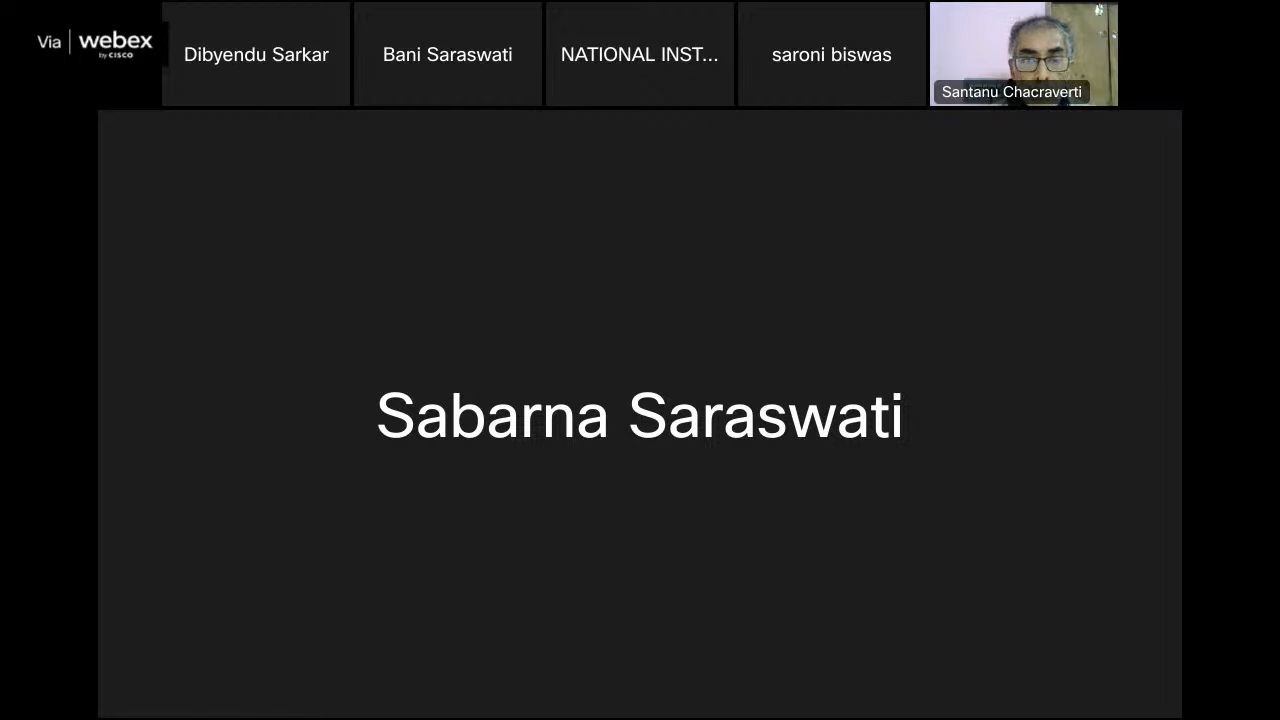 Via webex
by CISCO
Dibyendu Sarkar
Bani Saraswati
NATIONAL INST...
saroni biswas
Santanu Chacraverti
Sabarna Saraswati